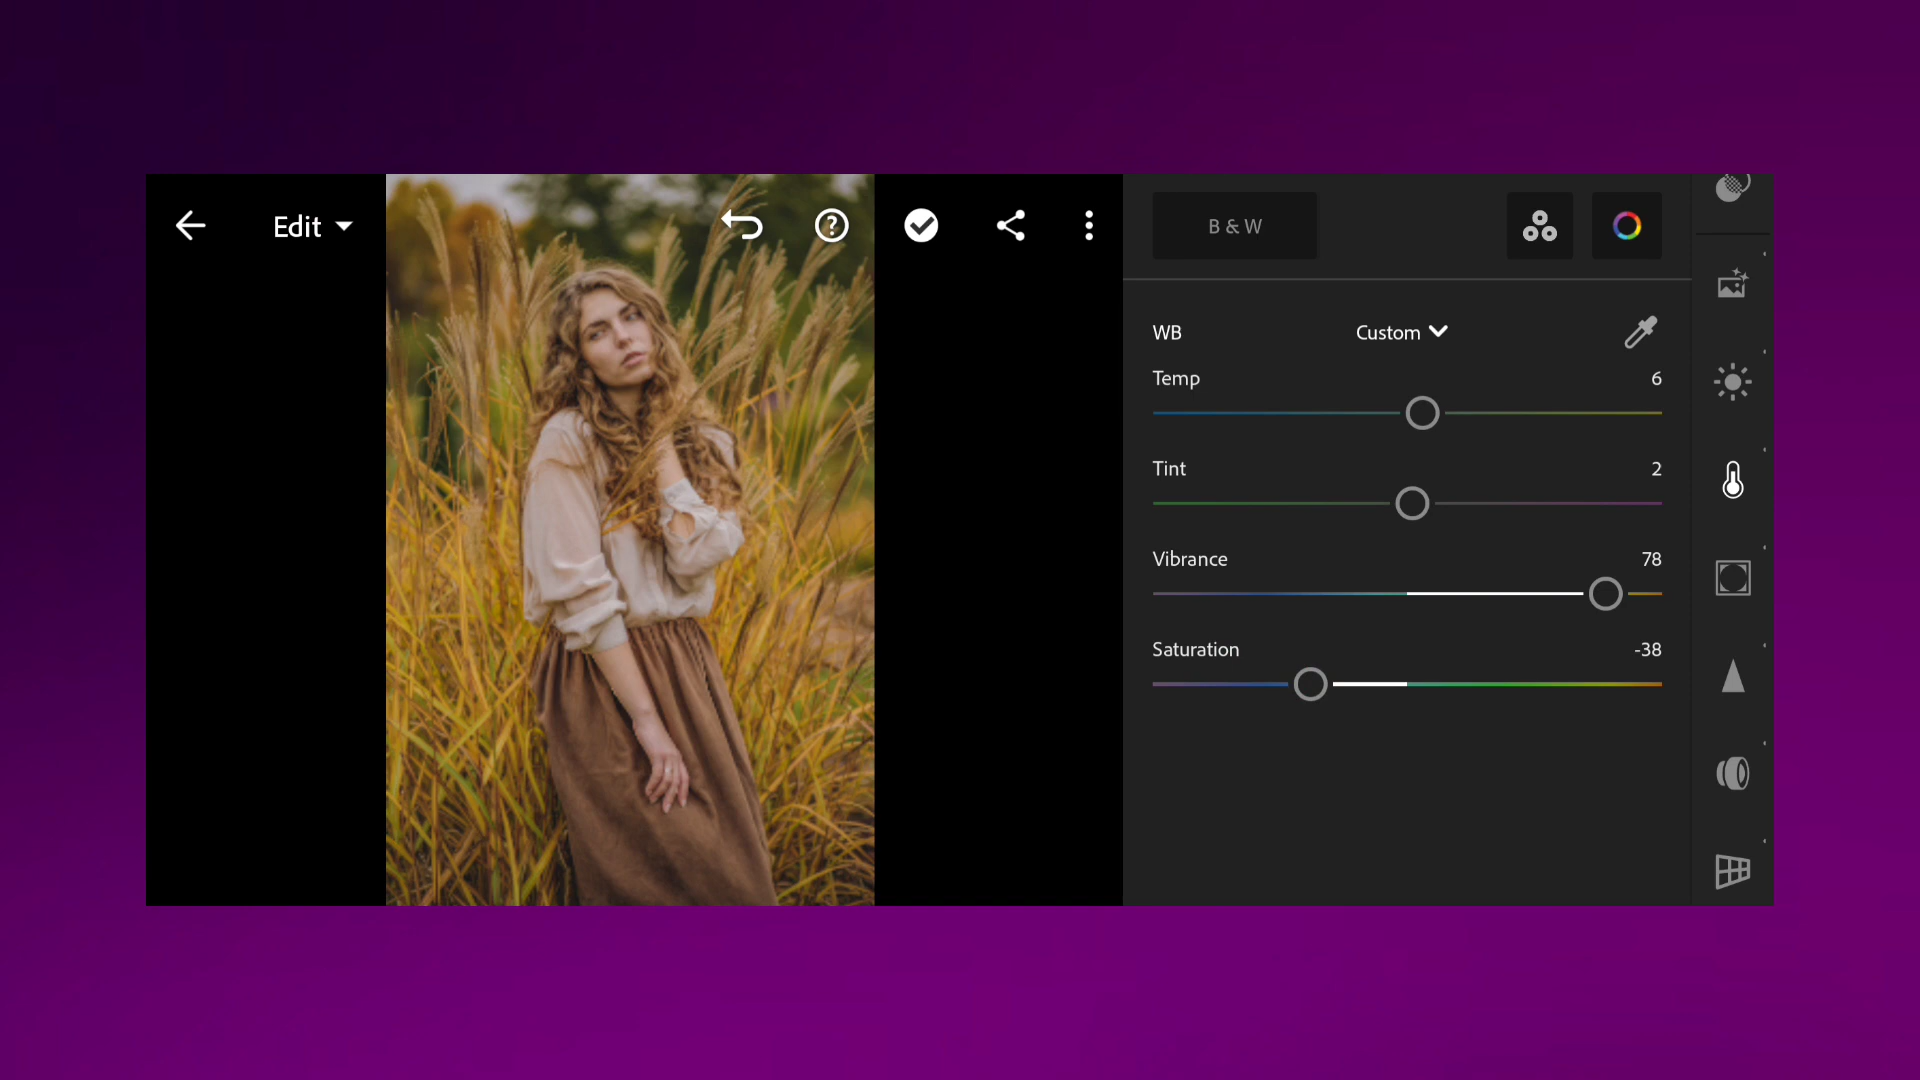 Edit
B & W
WB
Custom
Temp
6
Tint
2
Vibrance
78
Saturation
-38